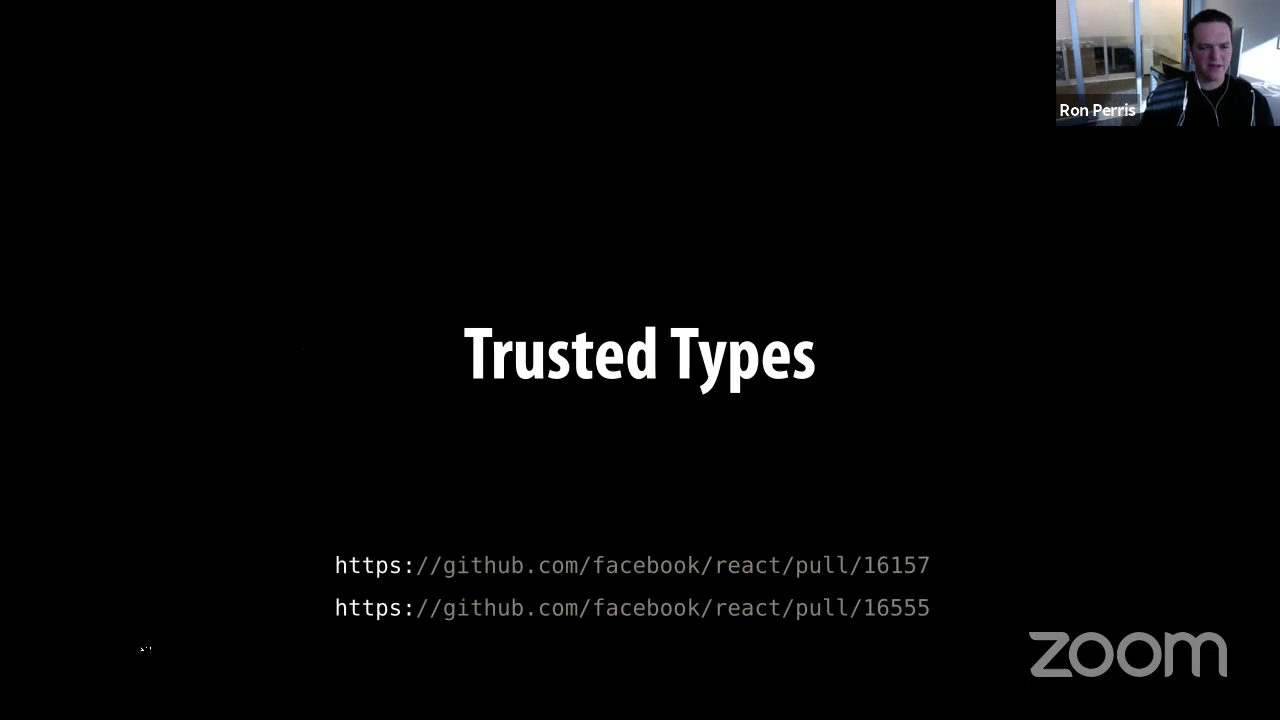 Ron Perris
Trusted Types
https://github.com/facebook/react/pull/16157
https://github.com/facebook/react/pull/16555
zoom